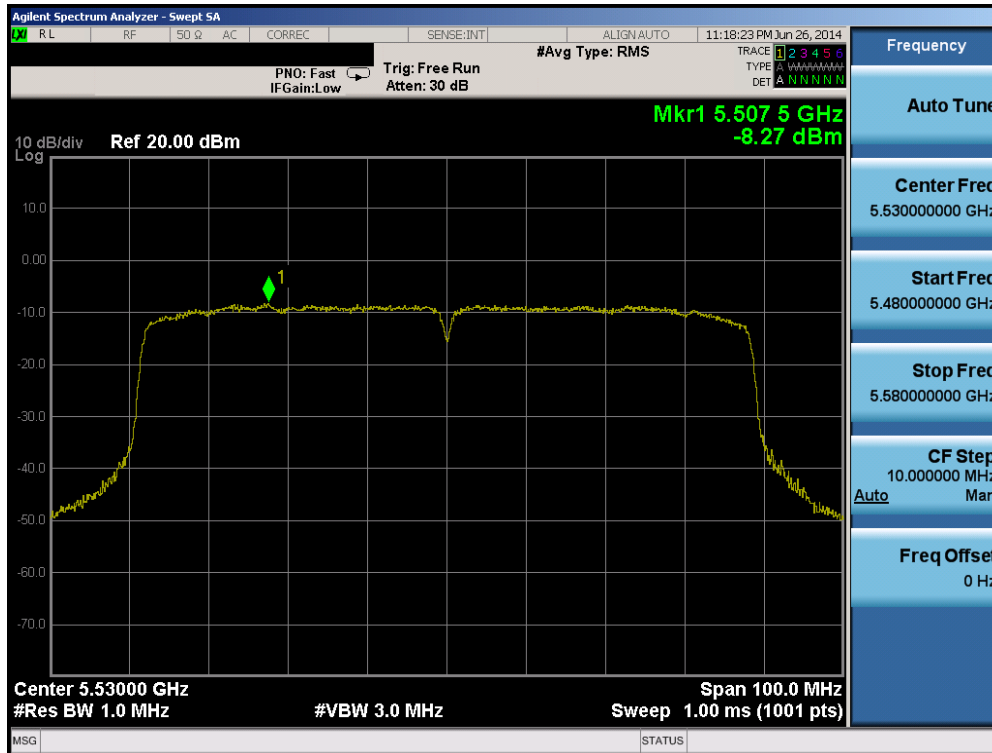 Agilent Spectrum Analyzer - Swept SA
LXI RL RF 50 Ω AC CORREC SENSE:INT ALIGNAUTO 11:18:23 PM Jun 26, 2014
#Avg Type: RMS TRACE 1 2 3 4 5 6
PNO: Fast Trig: Free Run TYPE A WWWWW
IFGain:Low Atten: 30 dB DET A N N N N N
Mkr1 5.507 5 GHz
-8.27 dBm
10 dB/div Ref 20.00 dBm
Log
10.0
0.00
1
-10.0
-20.0
-30.0
-40.0
-50.0
-60.0
-70.0
Center 5.53000 GHz Span 100.0 MHz
#Res BW 1.0 MHz #VBW 3.0 MHz Sweep 1.00 ms (1001 pts)
MSG STATUS
Frequency
Auto Tune
Center Freq
5.530000000 GHz
Start Freq
5.480000000 GHz
Stop Freq
5.580000000 GHz
CF Step
10.000000 MHz
Auto Man
Freq Offset
0 Hz